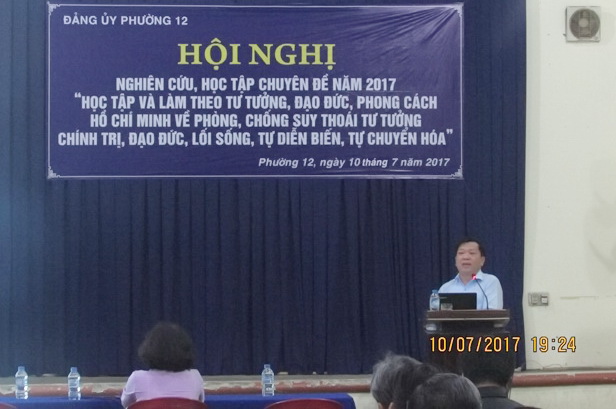 ĐẢNG ỦY PHƯỜNG 12
HỘI NGHỊ
NGHIÊN CỨU, HỌC TẬP CHUYÊN ĐỀ NĂM 2017
“HỌC TẬP VÀ LÀM THEO TƯ TƯỞNG, ĐẠO ĐỨC, PHONG CÁCH
HỒ CHÍ MINH VỀ PHÒNG, CHỐNG SUY THOÁI TƯ TƯỞNG
CHÍNH TRỊ, ĐẠO ĐỨC, LỐI SỐNG, TỰ DIỄN BIẾN, TỰ CHUYỂN HÓA”
Phường 12, ngày 10 tháng 7 năm 2017
10/07/2017 19:24